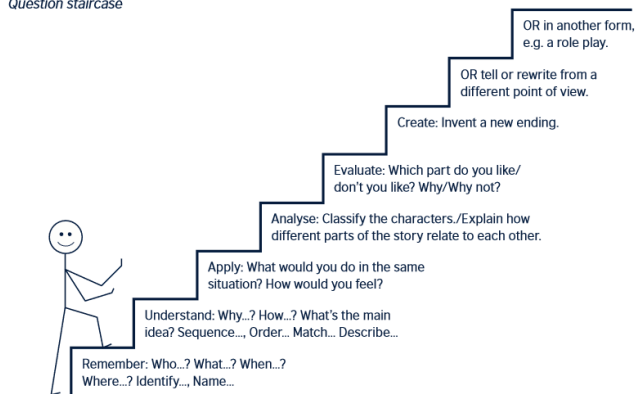 Question staircase
OR in another form,
e.g. a role play.
OR tell or rewrite from a
different point of view.
Create: Invent a new ending.
Evaluate: Which part do you like/
don't you like? Why/Why not?
Analyse: Classify the characters./Explain how
different parts of the story relate to each other.
Apply: What would you do in the same
situation? How would you feel?
Understand: Why...? How...? What's the main
idea? Sequence..., Order... Match... Describe...
Remember: Who...? What...? When...?
Where...? Identify..., Name...